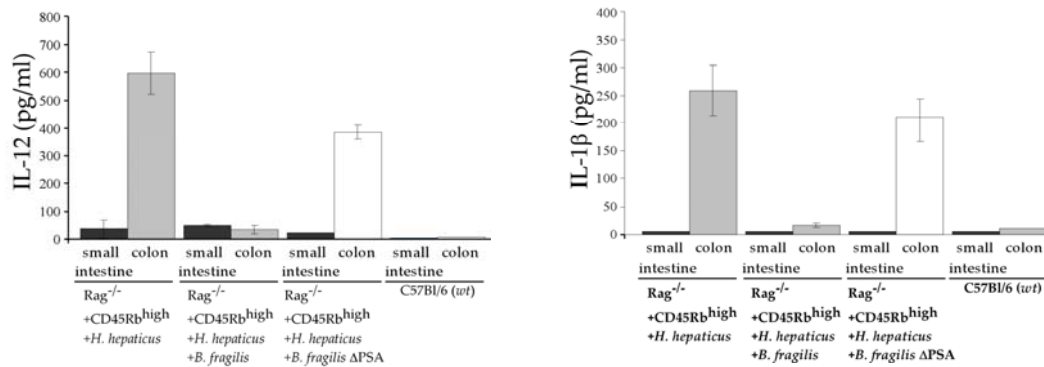 IL-12 (pg/ml)
800
700
600
500
400
300
200
100
0
small colon small colon small colon small colon
intestine intestine intestine intestine
Rag-/- Rag-/- Rag-/- C57Bl/6 (wt)
+CD45Rbhigh +CD45Rbhigh +CD45Rbhigh
+H. hepaticus +H. hepaticus +H. hepaticus
+B. fragilis +B. fragilis ΔPSA
IL-1β (pg/ml)
400
350
300
250
200
150
100
50
0
small colon small colon small colon small colon
intestine intestine intestine intestine
Rag-/- Rag-/- Rag-/- C57Bl/6 (wt)
+CD45Rbhigh +CD45Rbhigh +CD45Rbhigh
+H. hepaticus +H. hepaticus +H. hepaticus
+B. fragilis +B. fragilis ΔPSA